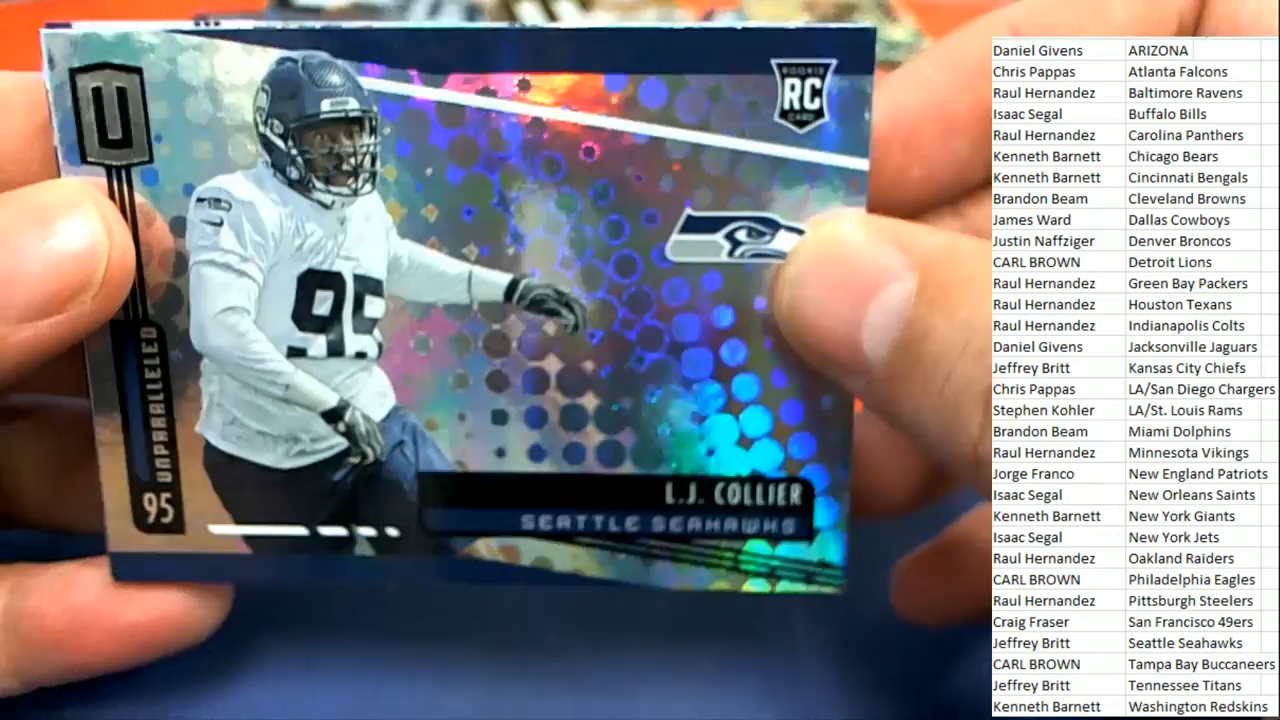 U
ROOKIE
RC
CARD
95
UNPARALLELED
95
L.J. COLLIER
SEATTLE SEAHAWKS
Daniel Givens ARIZONA
Chris Pappas Atlanta Falcons
Raul Hernandez Baltimore Ravens
Isaac Segal Buffalo Bills
Raul Hernandez Carolina Panthers
Kenneth Barnett Chicago Bears
Kenneth Barnett Cincinnati Bengals
Brandon Beam Cleveland Browns
James Ward Dallas Cowboys
Justin Naffziger Denver Broncos
CARL BROWN Detroit Lions
Raul Hernandez Green Bay Packers
Raul Hernandez Houston Texans
Raul Hernandez Indianapolis Colts
Daniel Givens Jacksonville Jaguars
Jeffrey Britt Kansas City Chiefs
Chris Pappas LA/San Diego Chargers
Stephen Kohler LA/St. Louis Rams
Brandon Beam Miami Dolphins
Raul Hernandez Minnesota Vikings
Jorge Franco New England Patriots
Isaac Segal New Orleans Saints
Kenneth Barnett New York Giants
Isaac Segal New York Jets
Raul Hernandez Oakland Raiders
CARL BROWN Philadelphia Eagles
Raul Hernandez Pittsburgh Steelers
Craig Fraser San Francisco 49ers
Jeffrey Britt Seattle Seahawks
CARL BROWN Tampa Bay Buccaneers
Jeffrey Britt Tennessee Titans
Kenneth Barnett Washington Redskins